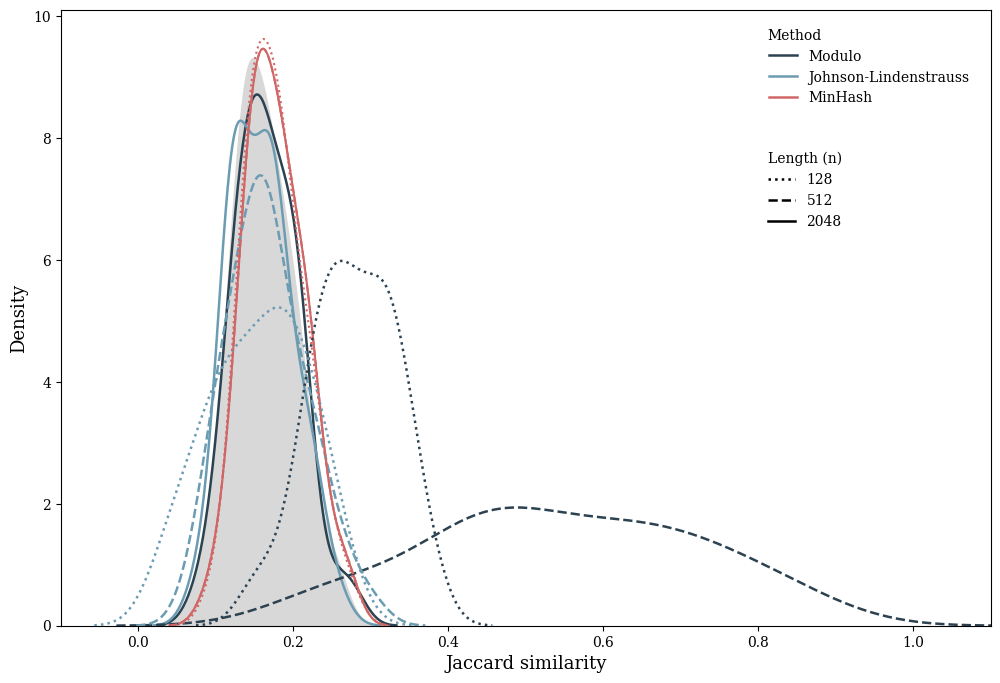 10
8
6
4
2
0
Density
0.0
0.2
0.4
0.6
0.8
1.0
Jaccard similarity
Method
Modulo
Johnson-Lindenstrauss
MinHash
Length (n)
128
512
2048